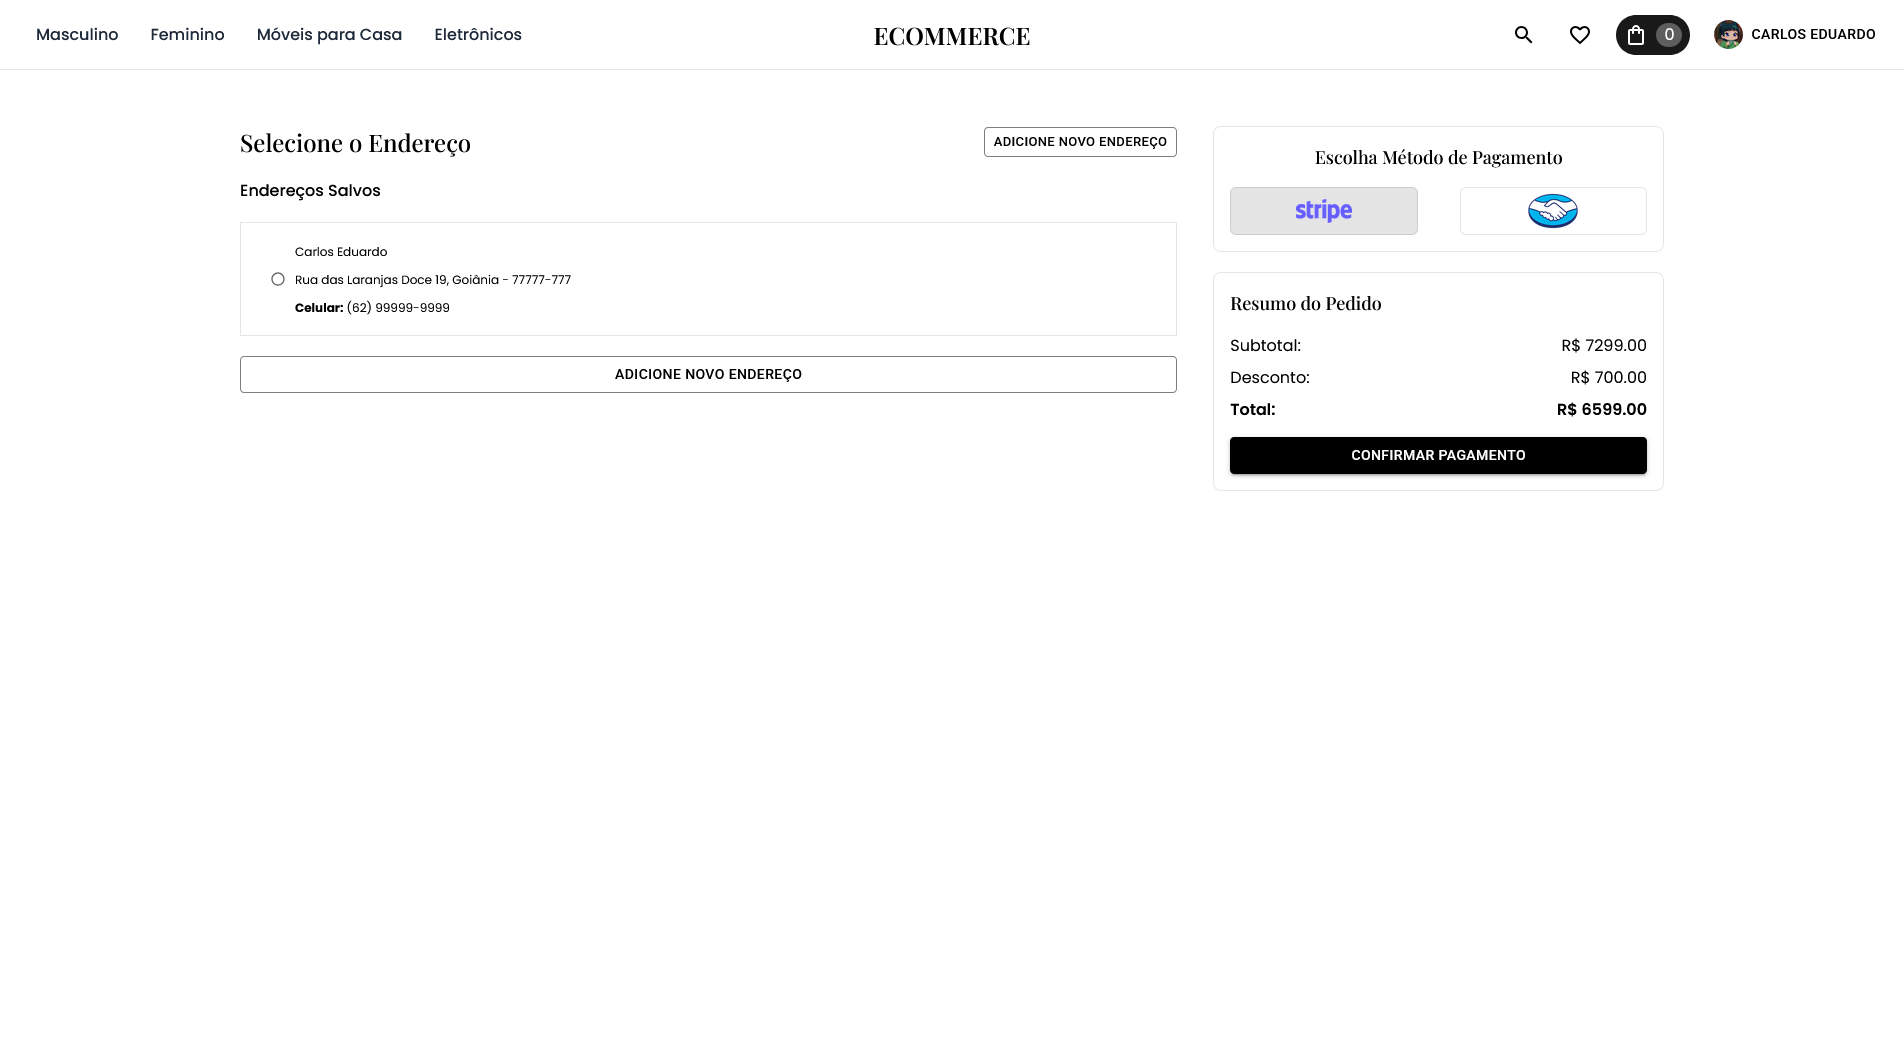 Masculino Feminino Móveis para Casa Eletrônicos ECOMMERCE 0 CARLOS EDUARDO
Selecione o Endereço
ADICIONE NOVO ENDEREÇO
Endereços Salvos
Carlos Eduardo
Rua das Laranjas Doce 19, Goiânia - 77777-777
Celular: (62) 99999-9999
ADICIONE NOVO ENDEREÇO
Escolha Método de Pagamento
stripe
Resumo do Pedido
Subtotal: R$ 7299.00
Desconto: R$ 700.00
Total: R$ 6599.00
CONFIRMAR PAGAMENTO